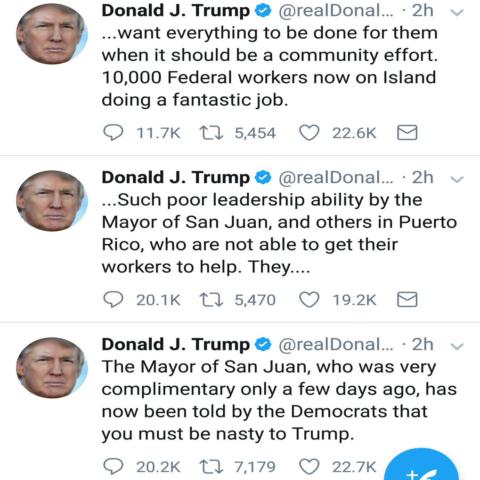 Donald J. Trump @realDonal... · 2h
...want everything to be done for them
when it should be a community effort.
10,000 Federal workers now on Island
doing a fantastic job.
11.7K 5,454 22.6K
Donald J. Trump @realDonal... · 2h
...Such poor leadership ability by the
Mayor of San Juan, and others in Puerto
Rico, who are not able to get their
workers to help. They....
20.1K 5,470 19.2K
Donald J. Trump @realDonal... · 2h
The Mayor of San Juan, who was very
complimentary only a few days ago, has
now been told by the Democrats that
you must be nasty to Trump.
20.2K 7,179 22.7K